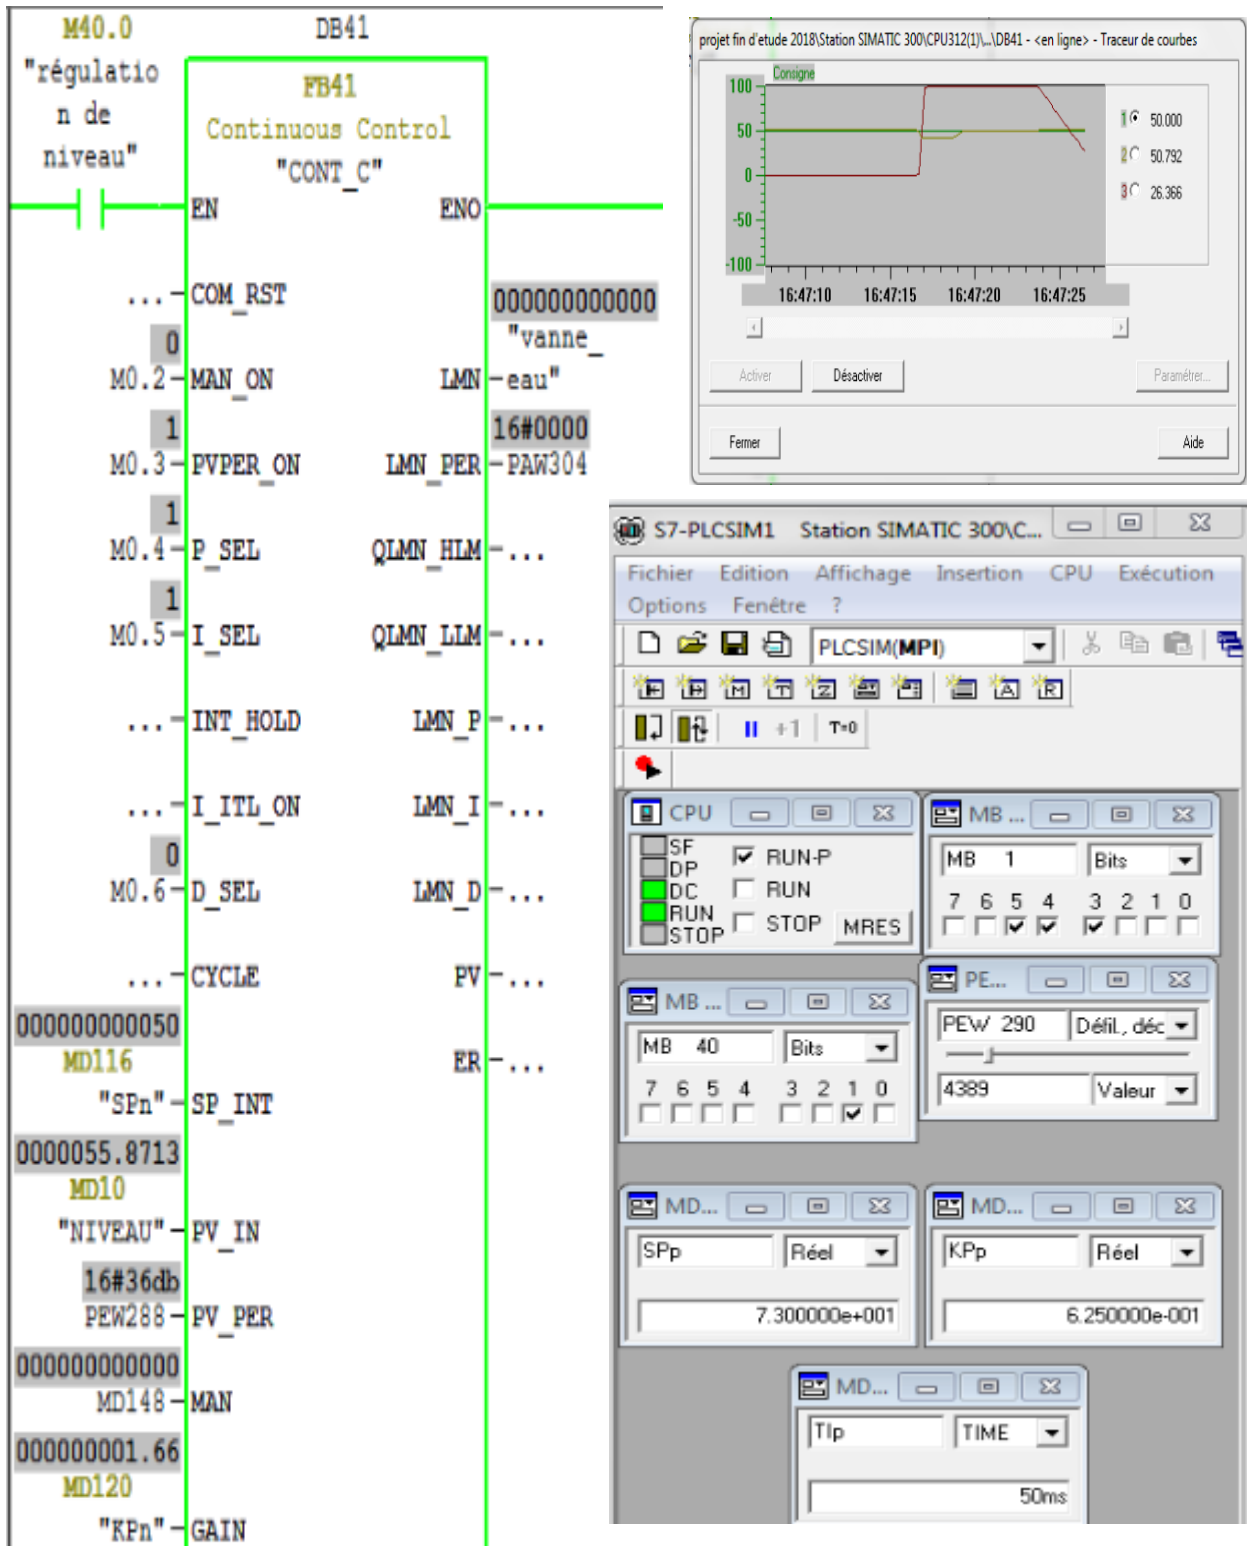 M40.0
"régulatio
n de
niveau"
DB41
FB41
Continuous Control
"CONT_C"
EN ENO
... COM_RST
000000000000
"vanne_
0
M0.2 MAN_ON LMN eau"
1 16#0000
M0.3 PVPER_ON LMN_PER PAW304
1
M0.4 P_SEL QLMN_HLM ...
1
M0.5 I_SEL QLMN_LLM ...
... INT_HOLD LMN_P ...
... I_ITL_ON LMN_I ...
0
M0.6 D_SEL LMN_D ...
... CYCLE PV ...
000000000050
MD116
ER ...
"SPn" SP_INT
0000055.8713
MD10
"NIVEAU" PV_IN
16#36db
PEW288 PV_PER
000000000000
MD148 MAN
000000001.66
MD120
"KPn" GAIN
projet fin d'etude 2018\Station SIMATIC 300\CPU312(1)\...\DB41 - <en ligne> - Traceur de courbes
Consigne
100
50
0
-50
-100
1 50.000
2 50.792
3 26.366
16:47:10 16:47:15 16:47:20 16:47:25
Activer Désactiver Paramétrer...
Fermer Aide
S7-PLCSIM1 Station SIMATIC 300\C...
Fichier Edition Affichage Insertion CPU Exécution
Options Fenêtre ?
PLCSIM(MPI)
+1 T=0
CPU
SF
DP
DC
RUN
STOP
RUN-P
RUN
STOP MRES
MB ...
MB 1 Bits
7 6 5 4 3 2 1 0
MB ...
MB 40 Bits
7 6 5 4 3 2 1 0
PE...
PEW 290 Défil., déc
4389 Valeur
MD...
SPp Réel
7.300000e+001
MD...
KPp Réel
6.250000e-001
MD...
TIp TIME
50ms